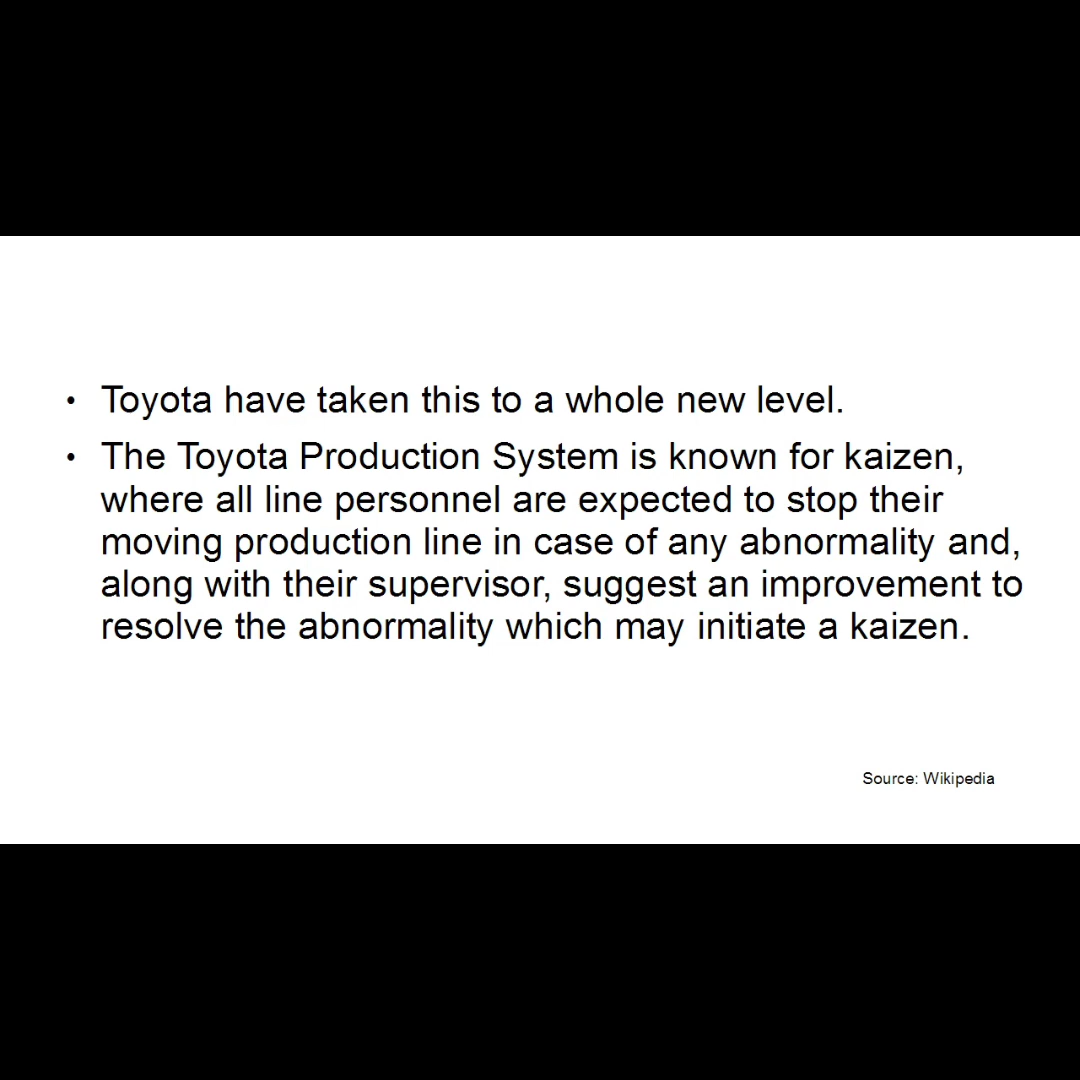 • Toyota have taken this to a whole new level.
• The Toyota Production System is known for kaizen,
where all line personnel are expected to stop their
moving production line in case of any abnormality and,
along with their supervisor, suggest an improvement to
resolve the abnormality which may initiate a kaizen.
Source: Wikipedia